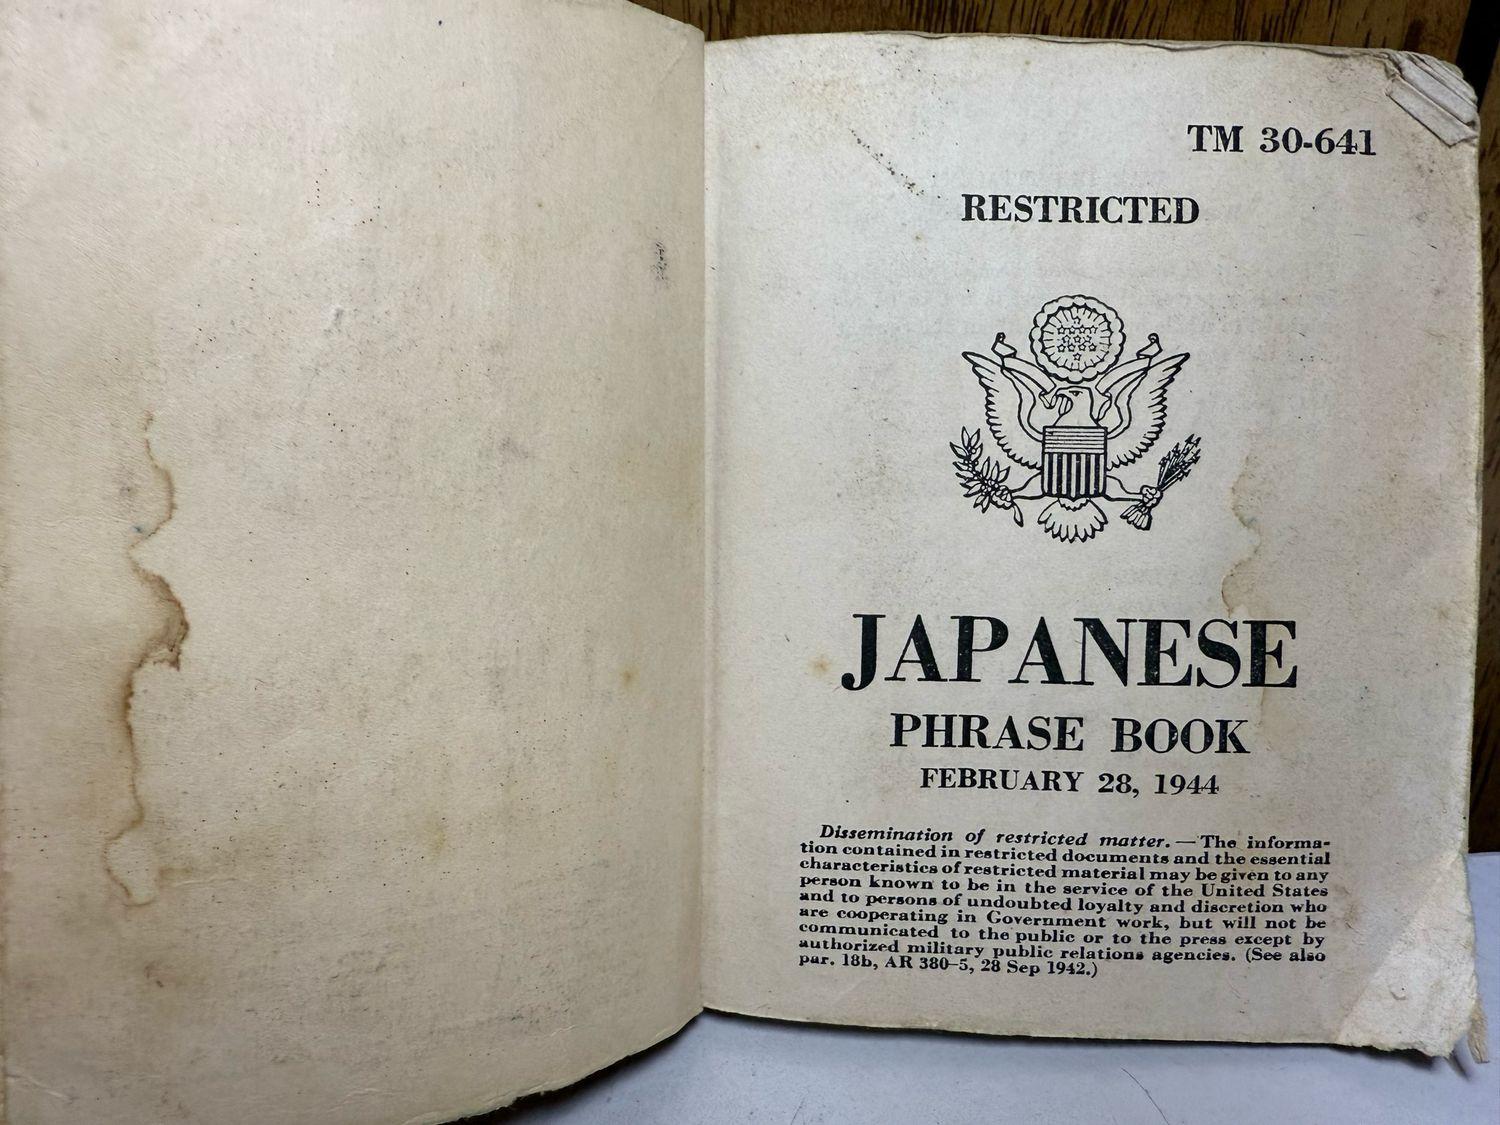 TM 30-641
RESTRICTED
JAPANESE
PHRASE BOOK
FEBRUARY 28, 1944
Dissemination of restricted matter. — The informa-
tion contained in restricted documents and the essential
characteristics of restricted material may be given to any
person known to be in the service of the United States
and to persons of undoubted loyalty and discretion who
are cooperating in Government work, but will not be
communicated to the public or to the press except by
authorized military public relations agencies. (See also
par. 18b, AR 380-5, 28 Sep 1942.)